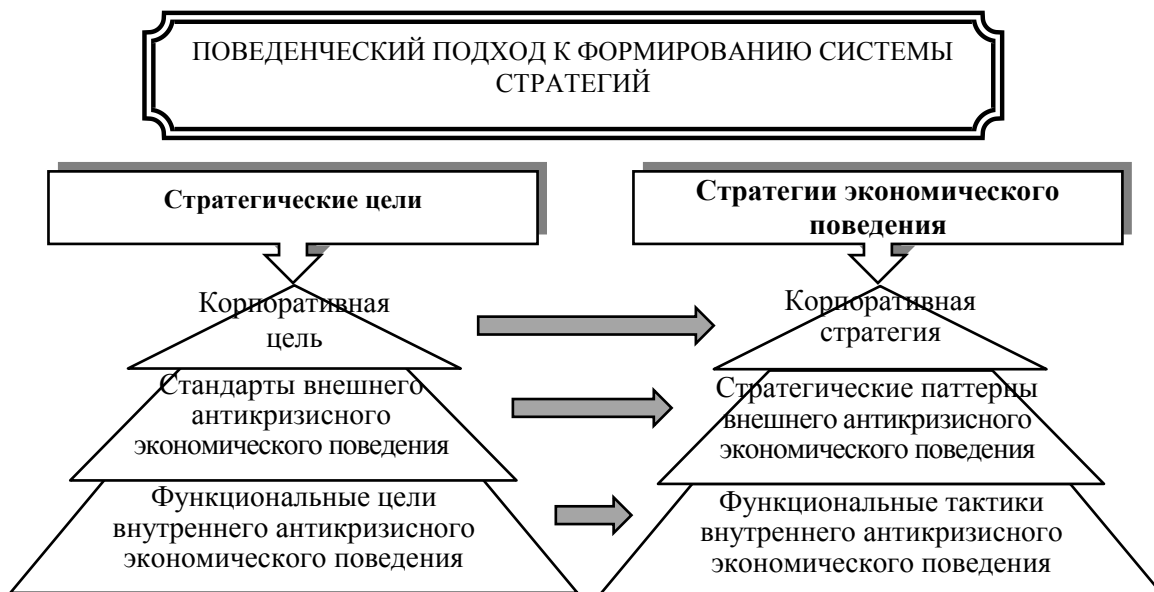 ПОВЕДЕНЧЕСКИЙ ПОДХОД К ФОРМИРОВАНИЮ СИСТЕМЫ
СТРАТЕГИЙ
Стратегические цели
Стратегии экономического
поведения
Корпоративная
цель
Корпоративная
стратегия
Стандарты внешнего
антикризисного
экономического поведения
Стратегические паттерны
внешнего антикризисного
экономического поведения
Функциональные цели
внутреннего антикризисного
экономического поведения
Функциональные тактики
внутреннего антикризисного
экономического поведения